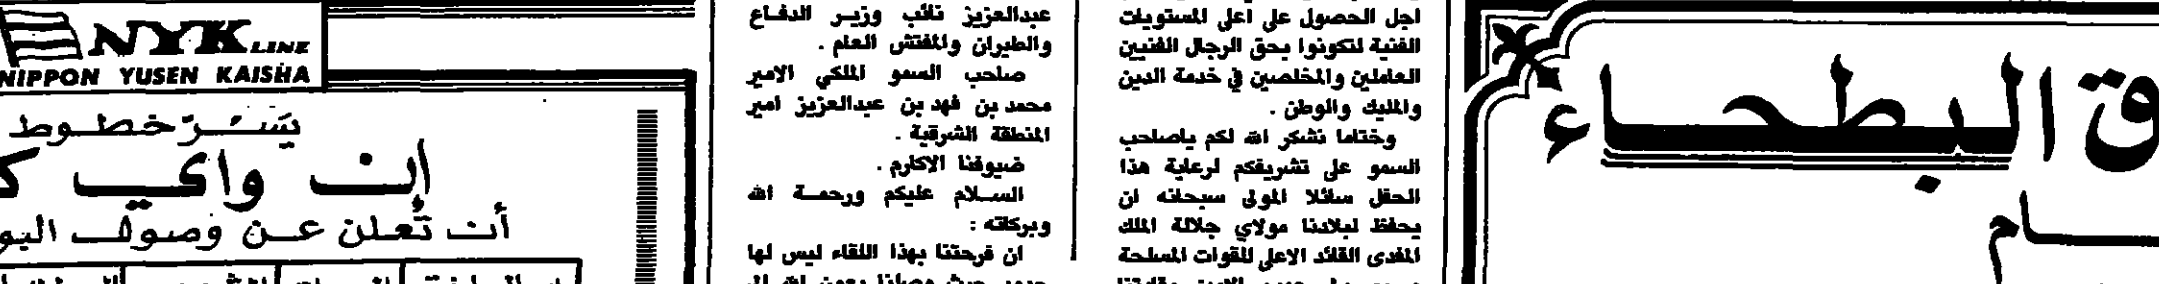 ق البطحاء
ـام
اجل الحصول على اعلى المستويات
الفنية لتكونوا بحق الرجال الفنيين
العاملين والمخلصين في خدمة الدين
والمليك والوطن .
وختاما نشكر الله لكم ياصاحب
السمو على تشريفكم لرعاية هذا
الحفل سائلا المولى سبحانه ان
يحفظ لبلادنا مولاي جلالة الملك
المفدى القائد الاعلى للقوات المسلحة
عبدالعزيز نائب وزير الدفاع
والطيران والمفتش العام .
صاحب السمو الملكي الامير
محمد بن فهد بن عبدالعزيز امير
المنطقة الشرقية .
ضيوفنا الاكارم .
السلام عليكم ورحمة الله
وبركاته :
ان فرحتنا بهذا اللقاء ليس لها
NYK LINE
NIPPON YUSEN KAISHA
يَسُرّ خطوط
إن واي ك
أن تُعلن عن وصول اليو